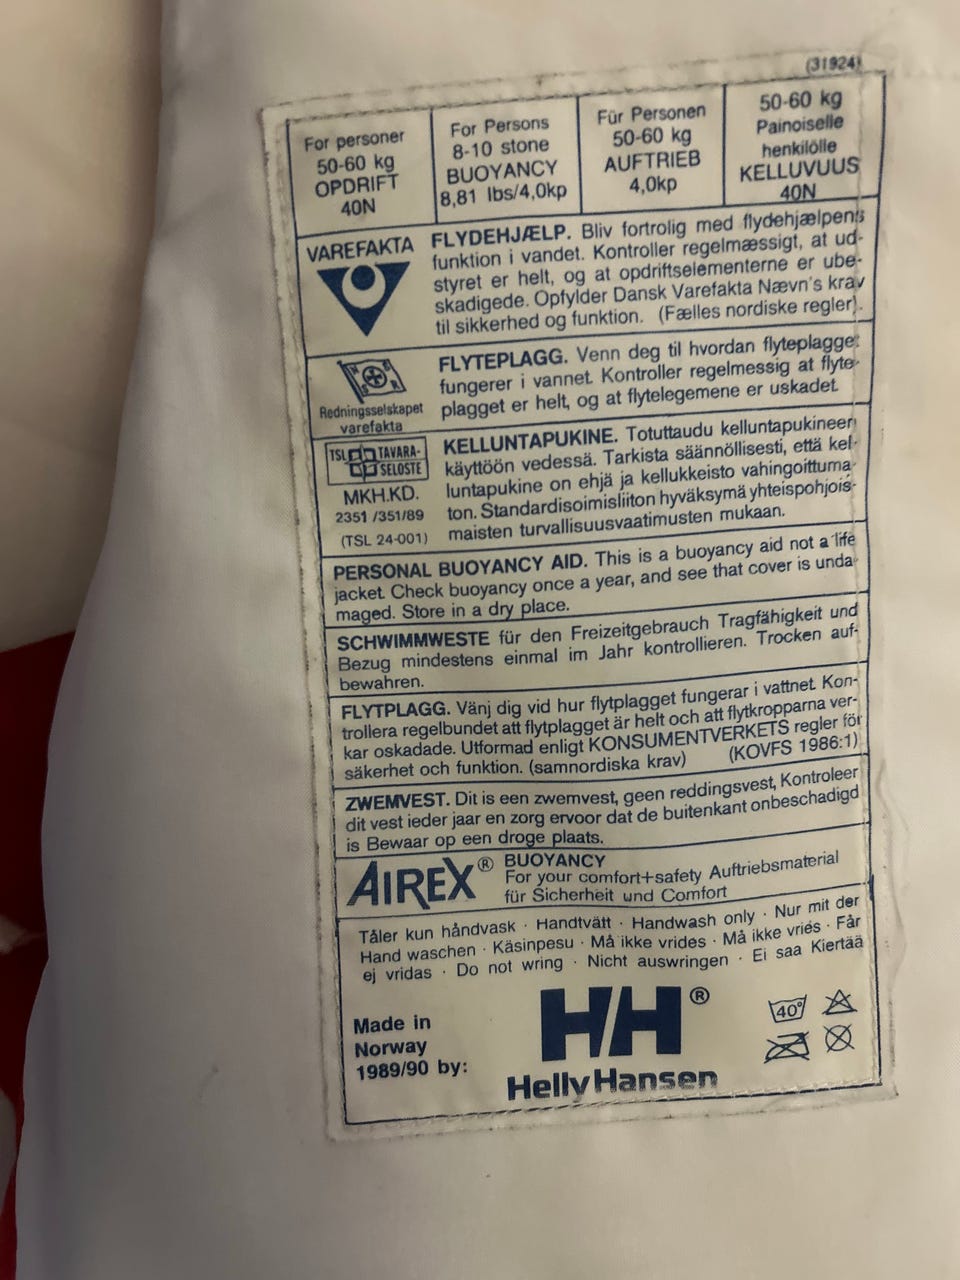 (31924)
For personer
50-60 kg
OPDRIFT
40N
For Persons
8-10 stone
BUOYANCY
8,81 lbs/4,0kp
Für Personen
50-60 kg
AUFTRIEB
4,0kp
50-60 kg
Painoiselle
henkilölle
KELLUVUUS
40N
VAREFAKTA
FLYDEHJÆLP. Bliv fortrolig med flydehjælpens
funktion i vandet. Kontroller regelmæssigt, at ud-
styret er helt, og at opdriftselementerne er ube-
skadigede. Opfylder Dansk Varefakta Nævn's krav
til sikkerhed og funktion. (Fælles nordiske regler).
N S S R
Redningsselskapet
varefakta
FLYTEPLAGG. Venn deg til hvordan flyteplagget
fungerer i vannet. Kontroller regelmessig at flyte-
plagget er helt, og at flytelegemene er uskadet.
TSL TAVARA-
SELOSTE
MKH.KD.
2351 /351/89
(TSL 24-001)
KELLUNTAPUKINE. Totuttaudu kelluntapukineen
käyttöön vedessä. Tarkista säännöllisesti, että kel-
luntapukine on ehjä ja kellukkeisto vahingoittuma-
ton. Standardisoimisliiton hyväksymä yhteispohjois-
maisten turvallisuusvaatimusten mukaan.
PERSONAL BUOYANCY AID. This is a buoyancy aid not a life
jacket. Check buoyancy once a year, and see that cover is unda-
maged. Store in a dry place.
SCHWIMMWESTE für den Freizeitgebrauch Tragfähigkeit und
Bezug mindestens einmal im Jahr kontrollieren. Trocken auf-
bewahren.
FLYTPLAGG. Vänj dig vid hur flytplagget fungerar i vattnet. Kon-
trollera regelbundet att flytplagget är helt och att flytkropparna ver-
kar oskadade. Utformad enligt KONSUMENTVERKETS regler för
säkerhet och funktion. (samnordiska krav) (KOVFS 1986:1)
ZWEMVEST. Dit is een zwemvest, geen reddingsvest, Kontroleer
dit vest ieder jaar en zorg ervoor dat de buitenkant onbeschadigd
is Bewaar op een droge plaats.
AIREX® BUOYANCY
For your comfort+safety Auftriebsmaterial
für Sicherheit und Comfort
Tåler kun håndvask · Handtvätt · Handwash only · Nur mit der
Hand waschen · Käsinpesu · Må ikke vrides · Må ikke vriés · Får
ej vridas · Do not wring · Nicht auswringen · Ei saa Kiertää
Made in
Norway
1989/90 by:
HH®
Helly Hansen
40°